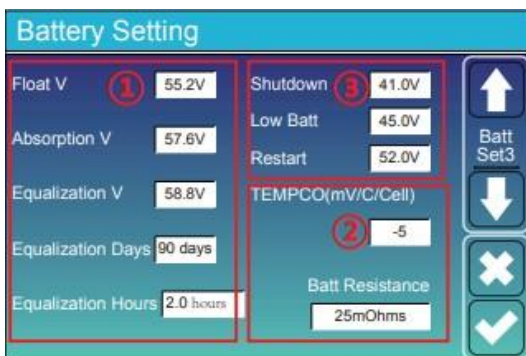 Battery Setting
Float V ① 55.2V
Absorption V 57.6V
Equalization V 58.8V
Equalization Days 90 days
Equalization Hours 2.0 hours
Shutdown ③ 41.0V
Low Batt 45.0V
Restart 52.0V
TEMPCO(mV/C/Cell)
② -5
Batt Resistance
25mOhms
Batt
Set3